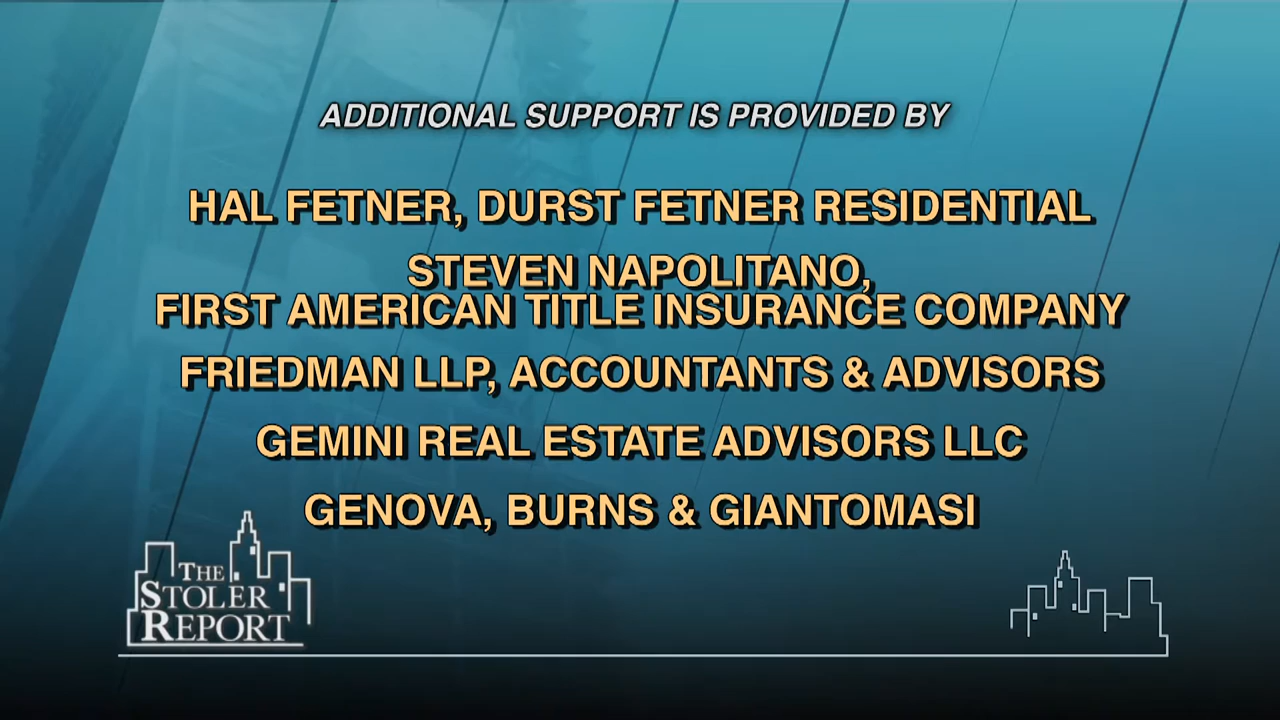 ADDITIONAL SUPPORT IS PROVIDED BY
HAL FETNER, DURST FETNER RESIDENTIAL
STEVEN NAPOLITANO,
FIRST AMERICAN TITLE INSURANCE COMPANY
FRIEDMAN LLP, ACCOUNTANTS & ADVISORS
GEMINI REAL ESTATE ADVISORS LLC
GENOVA, BURNS & GIANTOMASI
THE
STOLER
REPORT